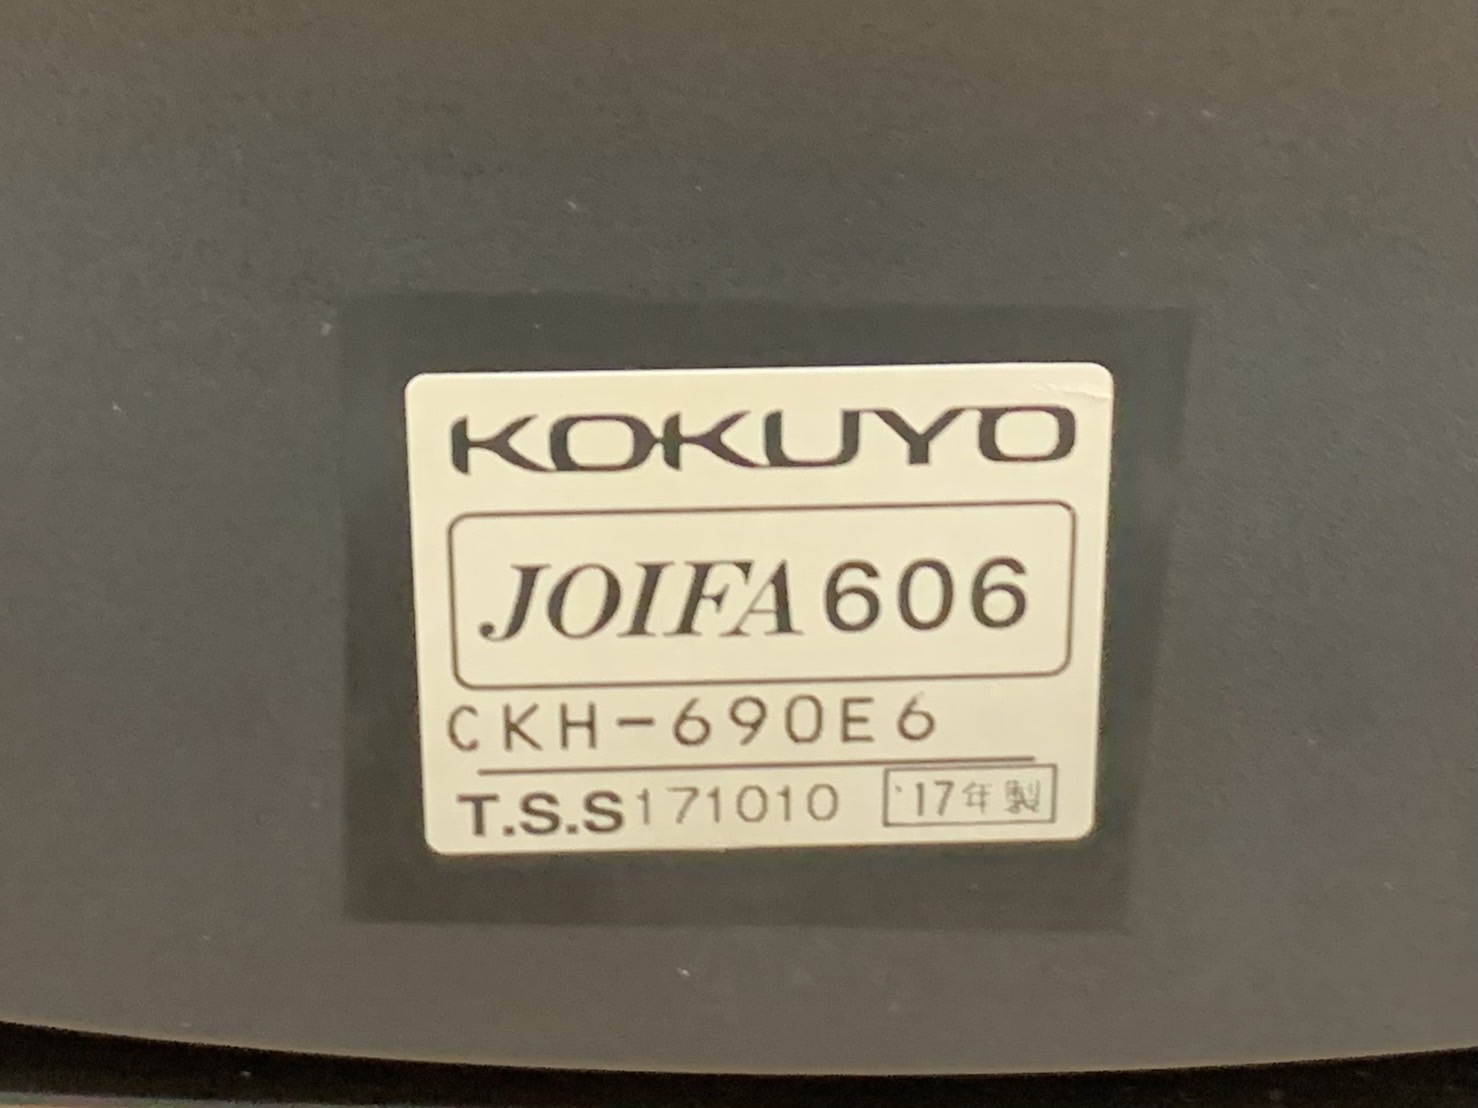 KOKUYO
JOIFA606
CKH-690E6
T.S.S171010 '17年製